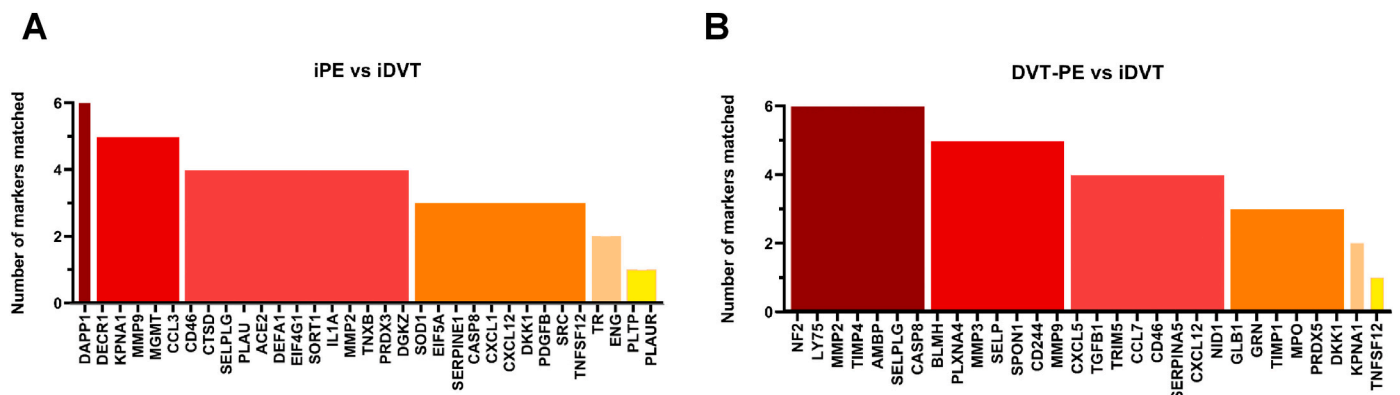 A
iPE vs iDVT
Number of markers matched
6
4
2
0
DAPP1
DECR1
KPNA1
MMP9
MGMT
CCL3
CD46
CTSD
SELPLG
PLAU
ACE2
DEFA1
EIF4G1
SORT1
IL1A
MMP2
TNXB
PRDX3
DGKZ
SOD1
EIF5A
SERPINE1
CASP8
CXCL1
CXCL12
DKK1
PDGFB
SRC
TNFSF12
TR
ENG
PLTP
PLAUR
B
DVT-PE vs iDVT
Number of markers matched
6
4
2
0
NF2
LY75
MMP2
TIMP4
AMBP
SELPLG
CASP8
BLMH
PLXNA4
MMP3
SELP
SPON1
CD244
MMP9
CXCL5
TGFB1
TRIM5
CCL7
CD46
SERPINA5
CXCL12
NID1
GLB1
GRN
TIMP1
MPO
PRDX5
DKK1
KPNA1
TNFSF12